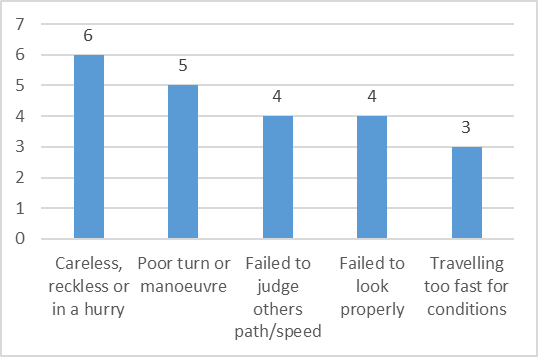 7
6
5
4
3
2
1
0
6
5
4
4
3
Careless,
reckless or
in a hurry
Poor turn or
manoeuvre
Failed to
judge
others
path/speed
Failed to
look
properly
Travelling
too fast for
conditions